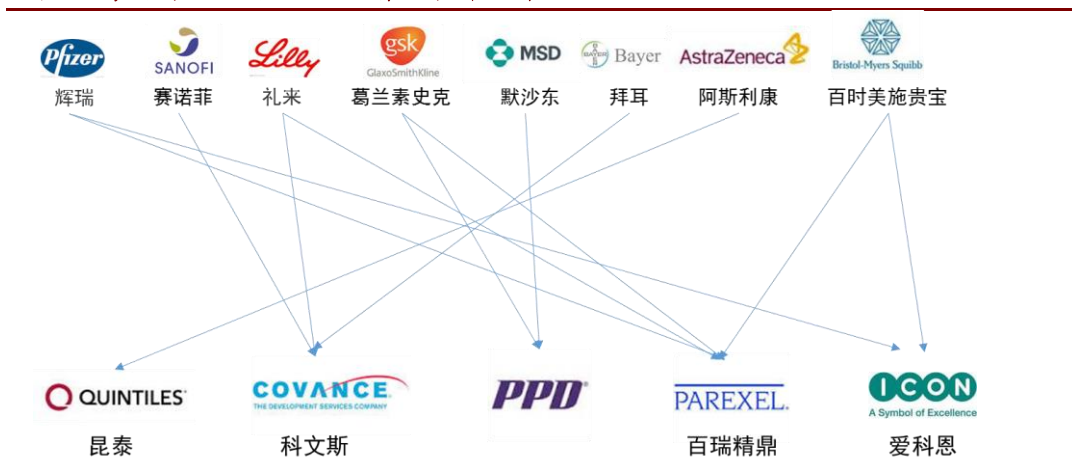 Pfizer
SANOFI
Lilly
gsk
GlaxoSmithKline
MSD
BAYER
Bayer
AstraZeneca
Bristol-Myers Squibb
辉瑞
赛诺菲
礼来
葛兰素史克
默沙东
拜耳
阿斯利康
百时美施贵宝
QUINTILES
COVANCE
THE DEVELOPMENT SERVICES COMPANY
PPD
PAREXEL.
ICON
A Symbol of Excellence
昆泰
科文斯
百瑞精鼎
爱科恩